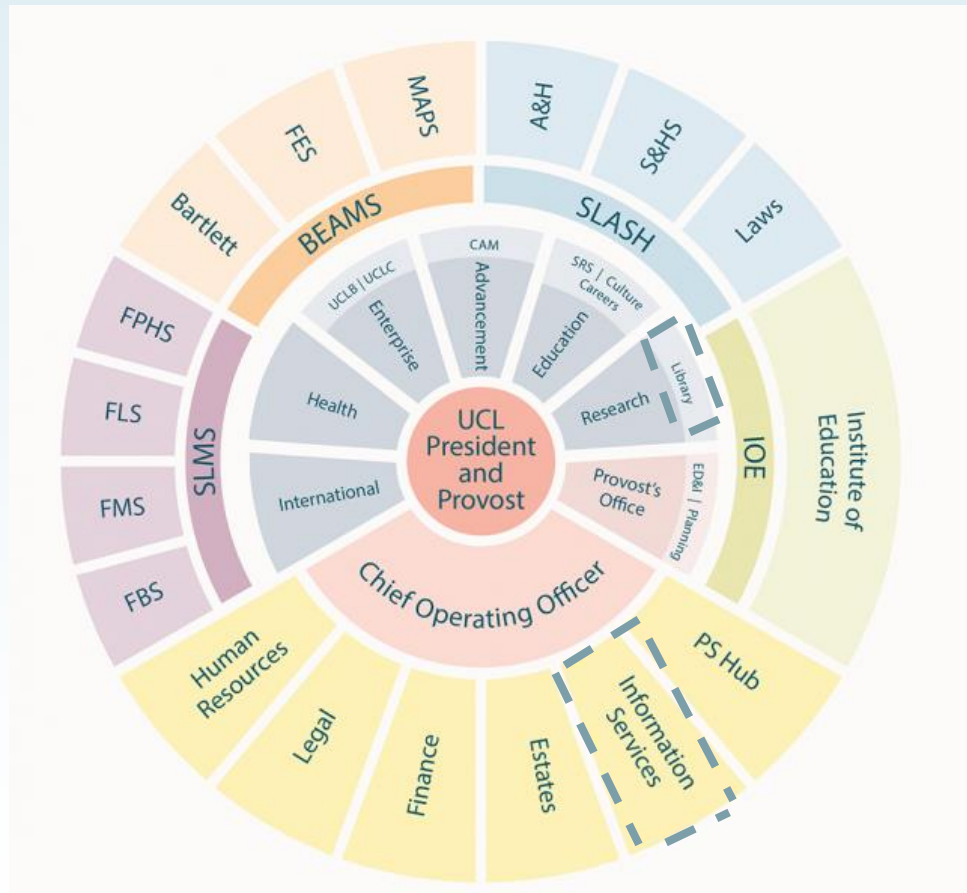 MAPS
A&H
FES
S&HS
Bartlett
Laws
BEAMS
SLASH
FPHS
FLS
FMS
FBS
SLMS
IOE
Institute of
Education
UCLB | UCLC
Enterprise
CAM
Advancement
SRS | Culture
Careers
Education
Library
Research
Health
International
ED&I | Planning
Provost's
Office
UCL
President
and
Provost
Chief Operating Officer
Human
Resources
Legal
Finance
Estates
Information
Services
PS Hub